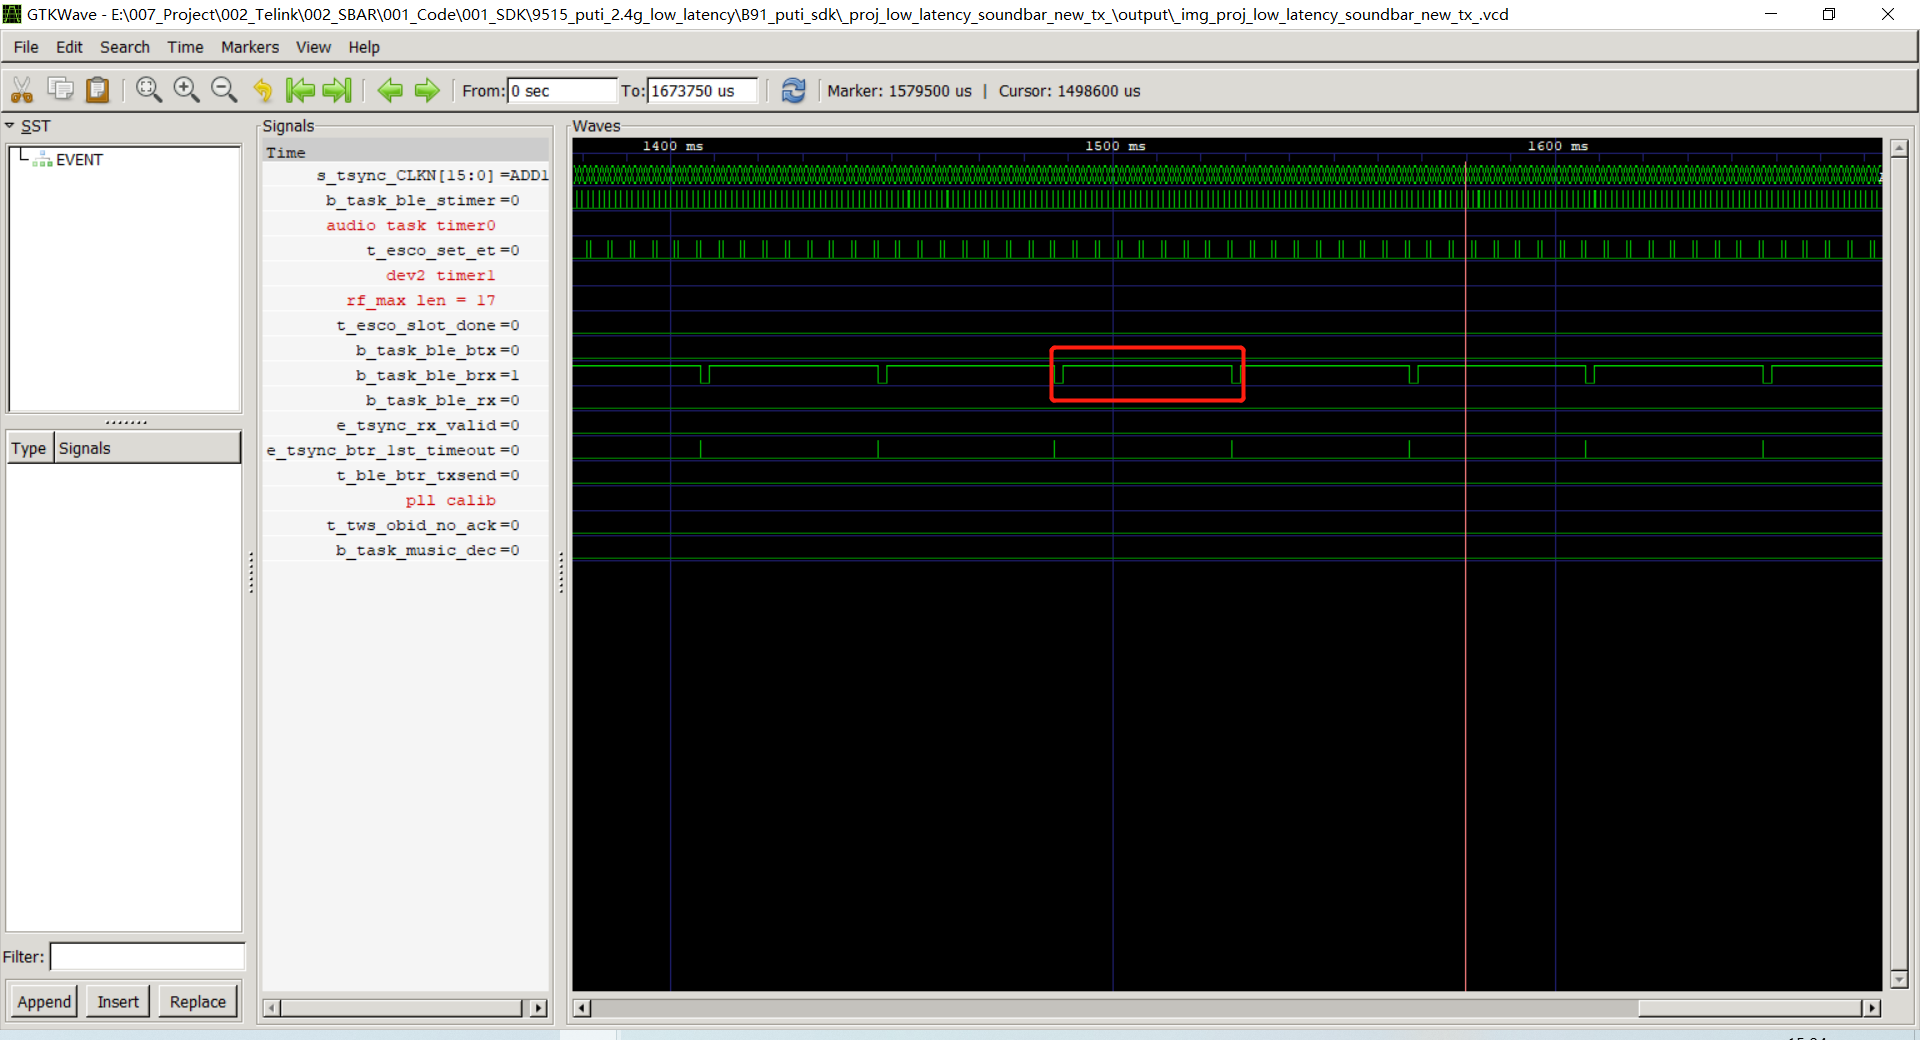 GTKWave - E:\007_Project\002_Telink\002_SBAR\001_Code\001_SDK\9515_puti_2.4g_low_latency\B91_puti_sdk\_proj_low_latency_soundbar_new_tx_\output\_img_proj_low_latency_soundbar_new_tx_.vcd
File Edit Search Time Markers View Help
From: 0 sec To: 1673750 us Marker: 1579500 us | Cursor: 1498600 us
SST
EVENT
Type Signals
Filter:
Append Insert Replace
Signals
Time
s_tsync_CLKN[15:0] =ADD1
b_task_ble_stimer =0
audio task timer0
t_esco_set_et =0
dev2 timer1
rf_max len = 17
t_esco_slot_done =0
b_task_ble_btx =0
b_task_ble_brx =1
b_task_ble_rx =0
e_tsync_rx_valid =0
e_tsync_btr_1st_timeout =0
t_ble_btr_txsend =0
pll calib
t_tws_obid_no_ack =0
b_task_music_dec =0
Waves
1400 ms 1500 ms 1600 ms